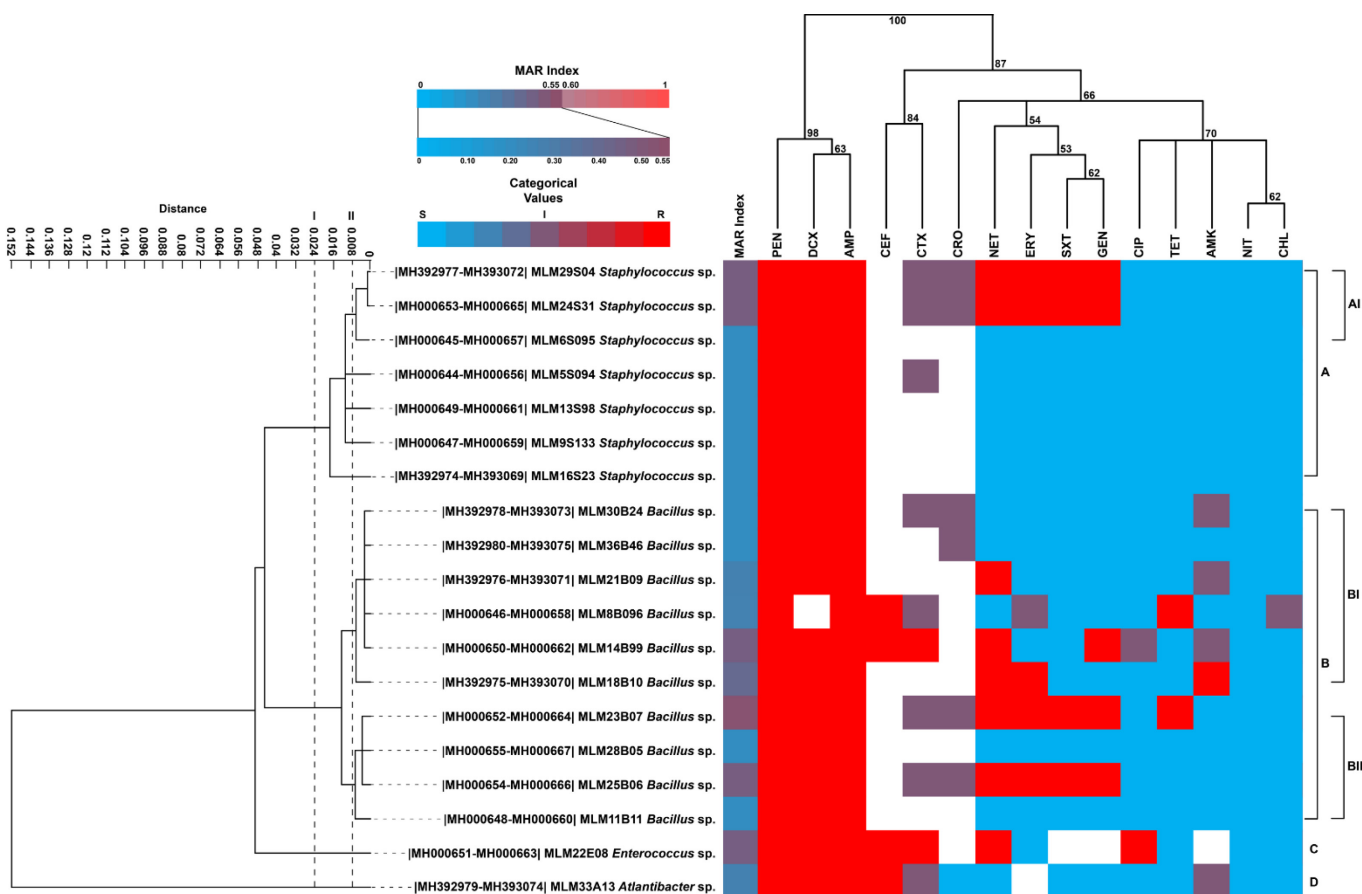 100
MAR Index
87
0
0.55 0.60
1
66
84
54
70
98
53
63
0
0.10
0.20
0.30
0.40
0.50
0.55
62
62
Categorical
Values
Distance
I
II
S
I
R
MAR Index
PEN
DCX
AMP
CEF
CTX
CRO
NET
ERY
SXT
GEN
CIP
TET
AMK
NIT
CHL
0.152
0.144
0.136
0.128
0.12
0.112
0.104
0.096
0.088
0.08
0.072
0.064
0.056
0.048
0.04
0.032
0.024
0.016
0.008
0
|MH392977-MH393072| MLM29S04 Staphylococcus sp.
|MH000653-MH000665| MLM24S31 Staphylococcus sp.
|MH000645-MH000657| MLM6S095 Staphylococcus sp.
|MH000644-MH000656| MLM5S094 Staphylococcus sp.
|MH000649-MH000661| MLM13S98 Staphylococcus sp.
|MH000647-MH000659| MLM9S133 Staphylococcus sp.
|MH392974-MH393069| MLM16S23 Staphylococcus sp.
|MH392978-MH393073| MLM30B24 Bacillus sp.
|MH392980-MH393075| MLM36B46 Bacillus sp.
|MH392976-MH393071| MLM21B09 Bacillus sp.
|MH000646-MH000658| MLM8B096 Bacillus sp.
|MH000650-MH000662| MLM14B99 Bacillus sp.
|MH392975-MH393070| MLM18B10 Bacillus sp.
|MH000652-MH000664| MLM23B07 Bacillus sp.
|MH000655-MH000667| MLM28B05 Bacillus sp.
|MH000654-MH000666| MLM25B06 Bacillus sp.
|MH000648-MH000660| MLM11B11 Bacillus sp.
|MH000651-MH000663| MLM22E08 Enterococcus sp.
|MH392979-MH393074| MLM33A13 Atlantibacter sp.
AI
A
BI
B
BII
C
D